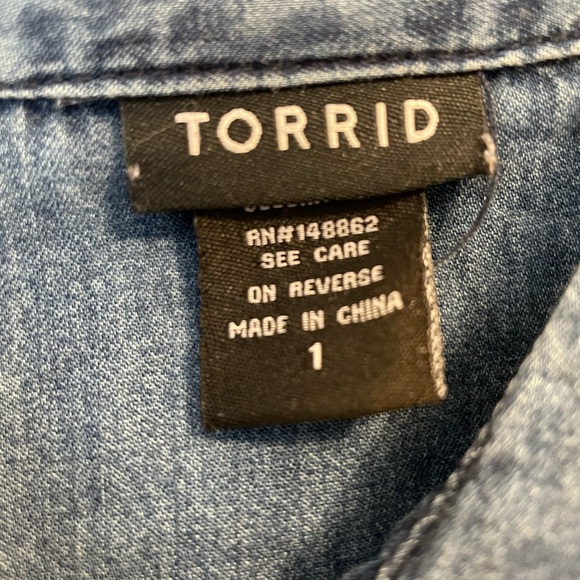 TORRID
RN#148862
SEE CARE
ON REVERSE
MADE IN CHINA
1